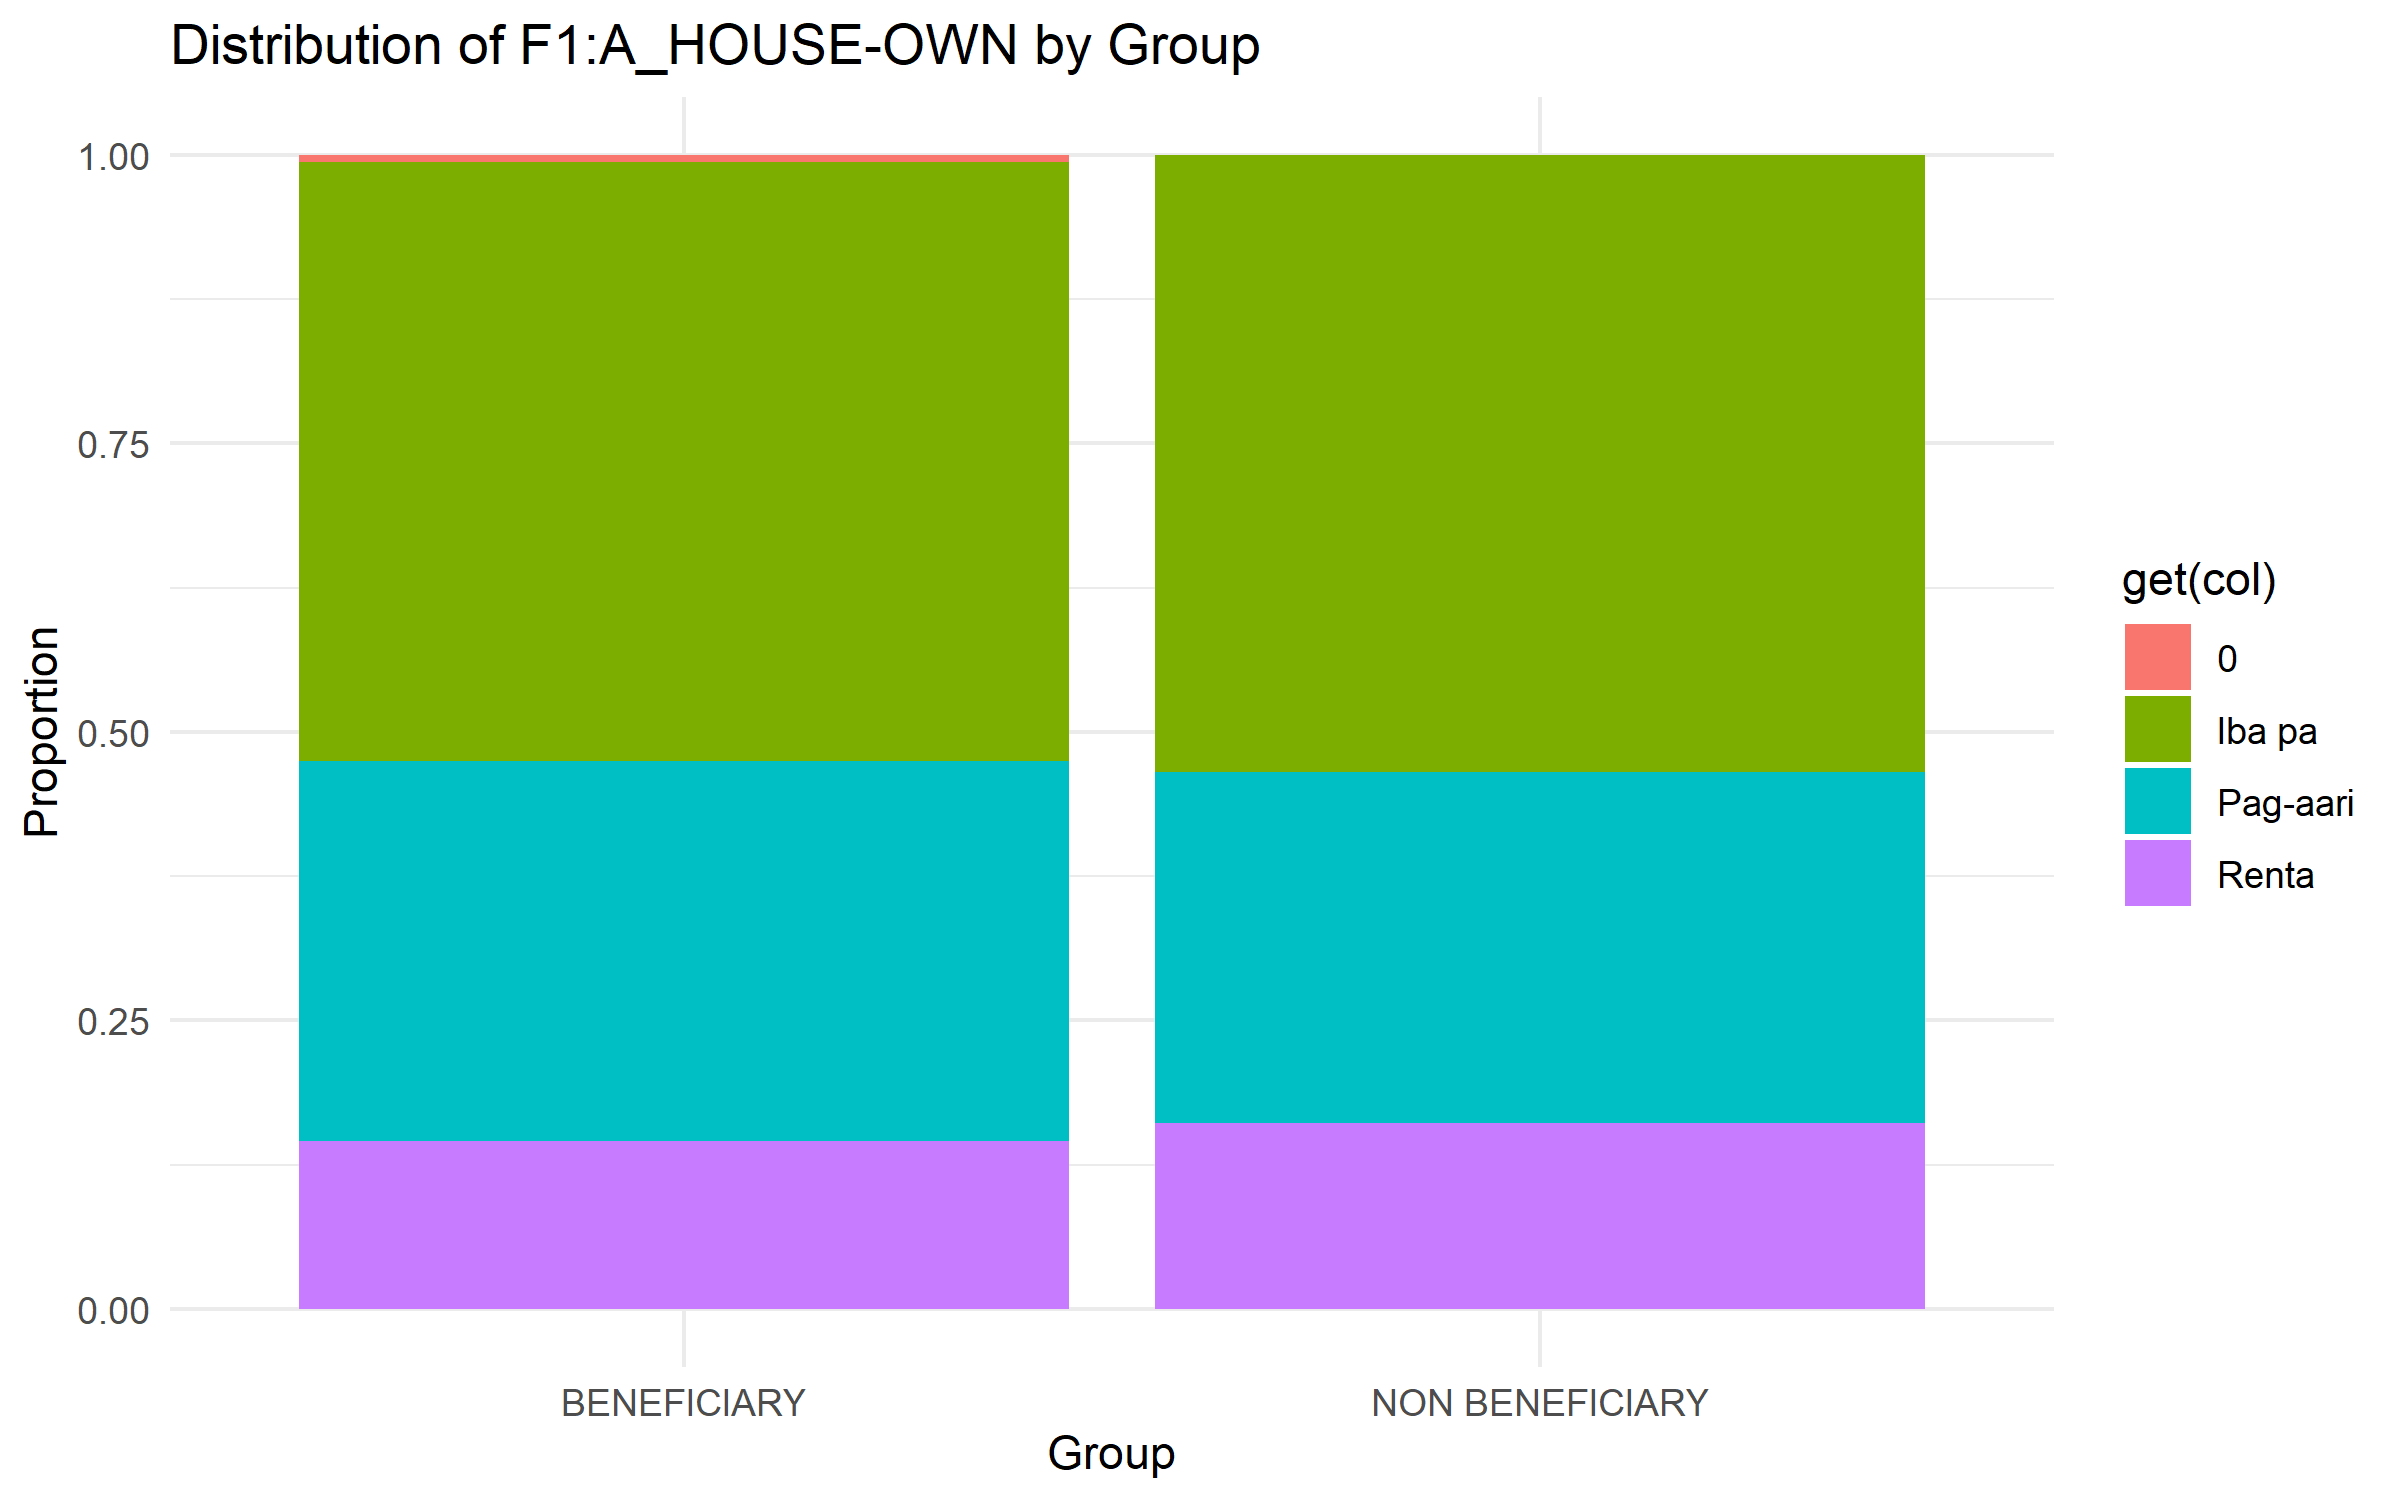 Distribution of F1:A_HOUSE-OWN by Group
1.00
0.75
0.50
0.25
0.00
Proportion
BENEFICIARY
NON BENEFICIARY
Group
get(col)
0
Iba pa
Pag-aari
Renta